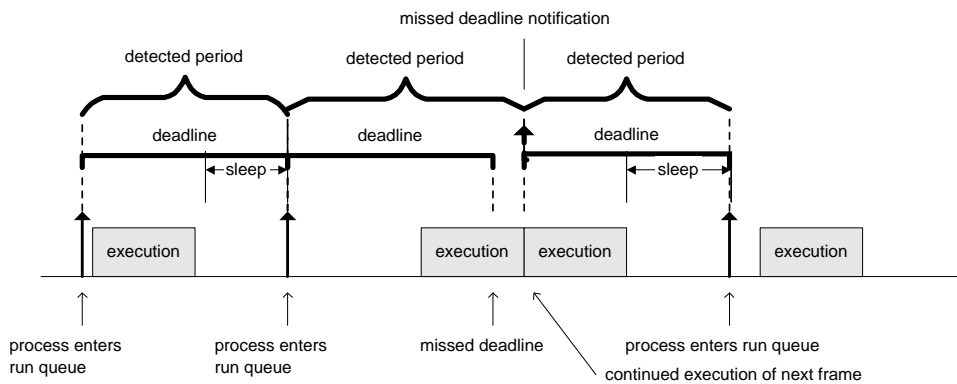 missed deadline notification
detected period
detected period
detected period
deadline
deadline
deadline
sleep
sleep
execution
execution
execution
execution
process enters
run queue
process enters
run queue
missed deadline
process enters run queue
continued execution of next frame